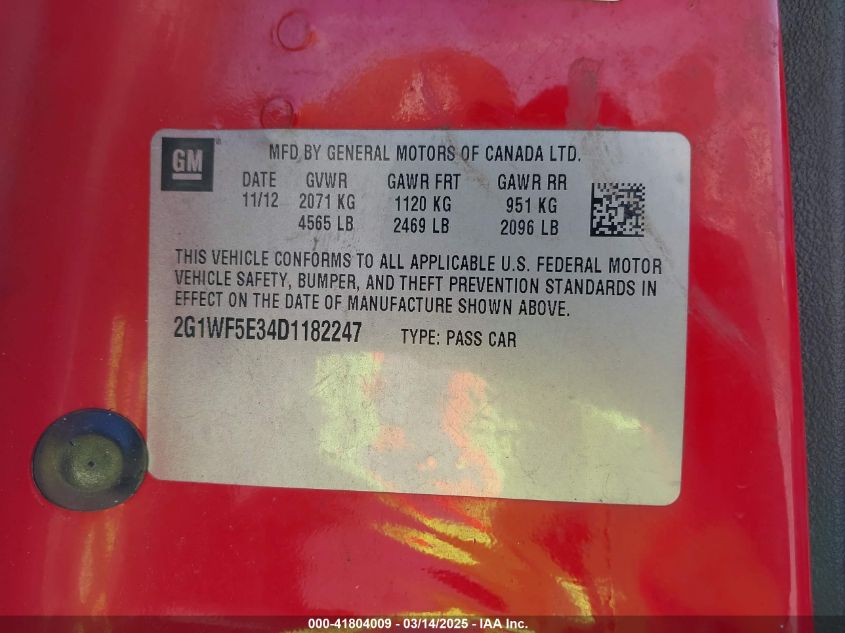 GM
MFD BY GENERAL MOTORS OF CANADA LTD.
DATE GVWR GAWR FRT GAWR RR
11/12 2071 KG 1120 KG 951 KG
4565 LB 2469 LB 2096 LB
THIS VEHICLE CONFORMS TO ALL APPLICABLE U.S. FEDERAL MOTOR
VEHICLE SAFETY, BUMPER, AND THEFT PREVENTION STANDARDS IN
EFFECT ON THE DATE OF MANUFACTURE SHOWN ABOVE.
2G1WF5E34D1182247 TYPE: PASS CAR
000-41804009 - 03/14/2025 - IAA Inc.